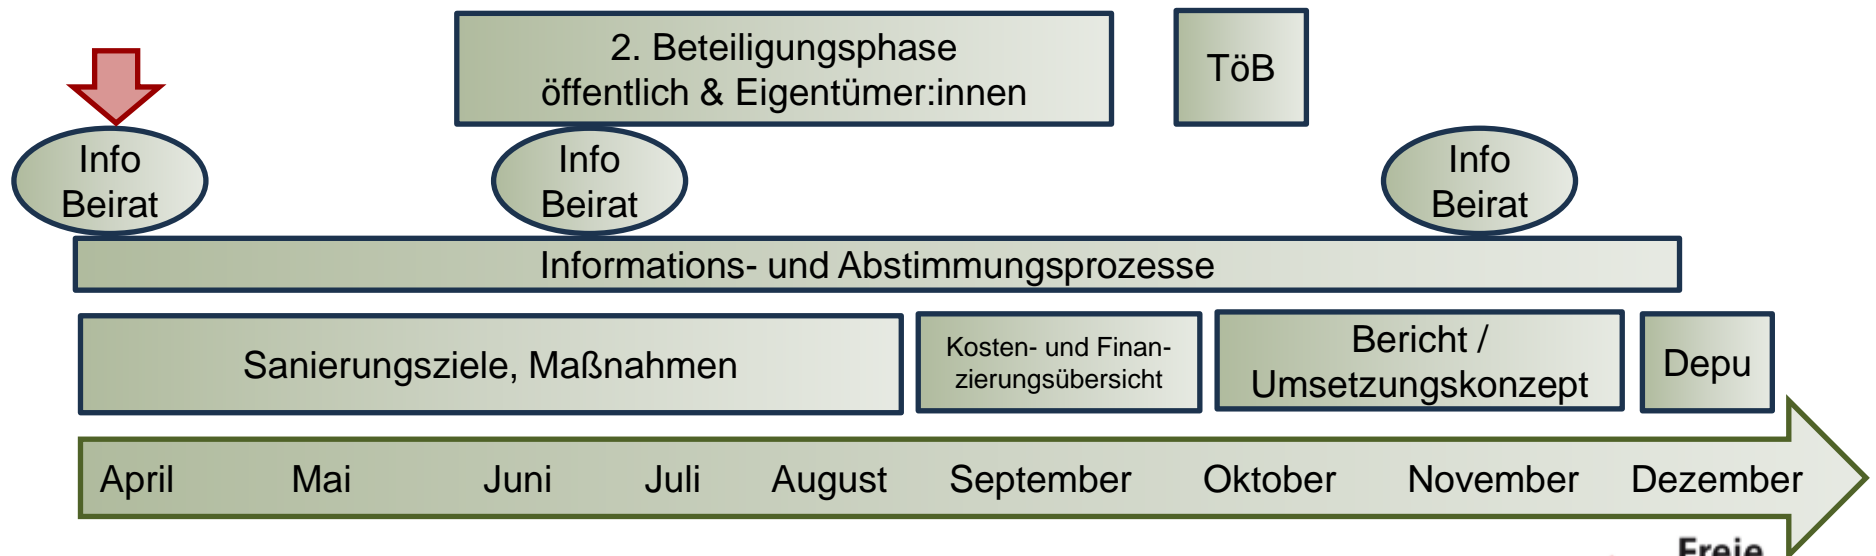 2. Beteiligungsphase
öffentlich & Eigentümer:innen
TöB
Info
Beirat
Info
Beirat
Info
Beirat
Informations- und Abstimmungsprozesse
Sanierungsziele, Maßnahmen
Kosten- und Finan-
zierungsübersicht
Bericht /
Umsetzungskonzept
Depu
April Mai Juni Juli August September Oktober November Dezember
Freie